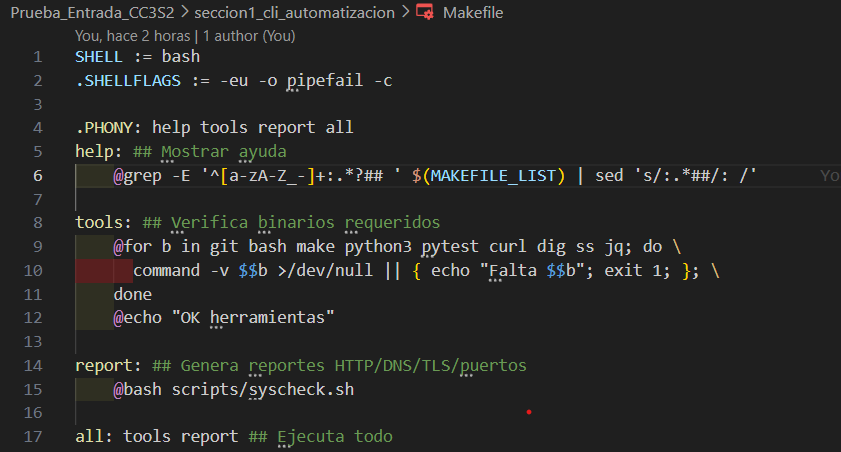 Prueba_Entrada_CC3S2 > seccion1_cli_automatizacion > Makefile
You, hace 2 horas | 1 author (You)
1 SHELL := bash
2 .SHELLFLAGS := -eu -o pipefail -c
3
4 .PHONY: help tools report all
5 help: ## Mostrar ayuda
6 @grep -E '^[a-zA-Z_-]+:.*?## ' $(MAKEFILE_LIST) | sed 's/:.*##/: /' Yo
7
8 tools: ## Verifica binarios requeridos
9 @for b in git bash make python3 pytest curl dig ss jq; do \
10 command -v $$b >/dev/null || { echo "Falta $$b"; exit 1; }; \
11 done
12 @echo "OK herramientas"
13
14 report: ## Genera reportes HTTP/DNS/TLS/puertos
15 @bash scripts/syscheck.sh
16
17 all: tools report ## Ejecuta todo